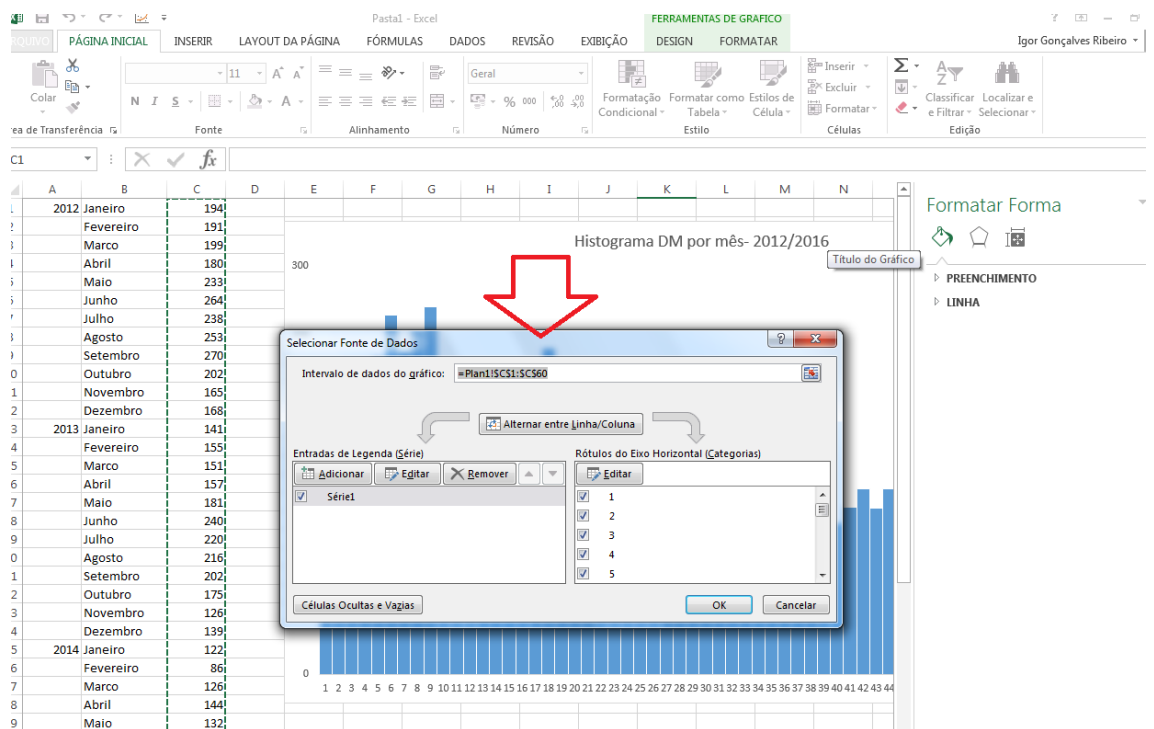 Pasta1 - Excel
FERRAMENTAS DE GRÁFICO
?
PÁGINA INICIAL INSERIR LAYOUT DA PÁGINA FÓRMULAS DADOS REVISÃO EXIBIÇÃO DESIGN FORMATAR
Igor Gonçalves Ribeiro
11
Geral
Colar
N I S
% 000
Formatação Condicional
Formatar como Tabela
Estilos de Célula
Inserir
Excluir
Formatar
Σ
Classificar e Filtrar
Localizar e Selecionar
Fonte Alinhamento Número Estilo Células Edição
C1
fx
A B C D E F G H I J K L M N
2012 Janeiro 194
Fevereiro 191
Marco 199
Abril 180
Maio 233
Junho 264
Julho 238
Agosto 253
Setembro 270
Outubro 202
Novembro 165
Dezembro 168
2013 Janeiro 141
Fevereiro 155
Marco 151
Abril 157
Maio 181
Junho 240
Julho 220
Agosto 216
Setembro 202
Outubro 175
Novembro 126
Dezembro 139
2014 Janeiro 122
Fevereiro 86
Marco 126
Abril 144
Maio 132
Histograma DM por mês- 2012/2016
Título do Gráfico
300
Selecionar Fonte de Dados
Intervalo de dados do gráfico: =Plan1!$C$1:$C$60
Alternar entre Linha/Coluna
Entradas de Legenda (Série)
Adicionar Editar Remover
Série1
Rótulos do Eixo Horizontal (Categorias)
Editar
1
2
3
4
5
Células Ocultas e Vazias
OK Cancelar
0
1 2 3 4 5 6 7 8 9 10 11 12 13 14 15 16 17 18 19 20 21 22 23 24 25 26 27 28 29 30 31 32 33 34 35 36 37 38 39 40 41 42 43 44
Formatar Forma
PREENCHIMENTO
LINHA